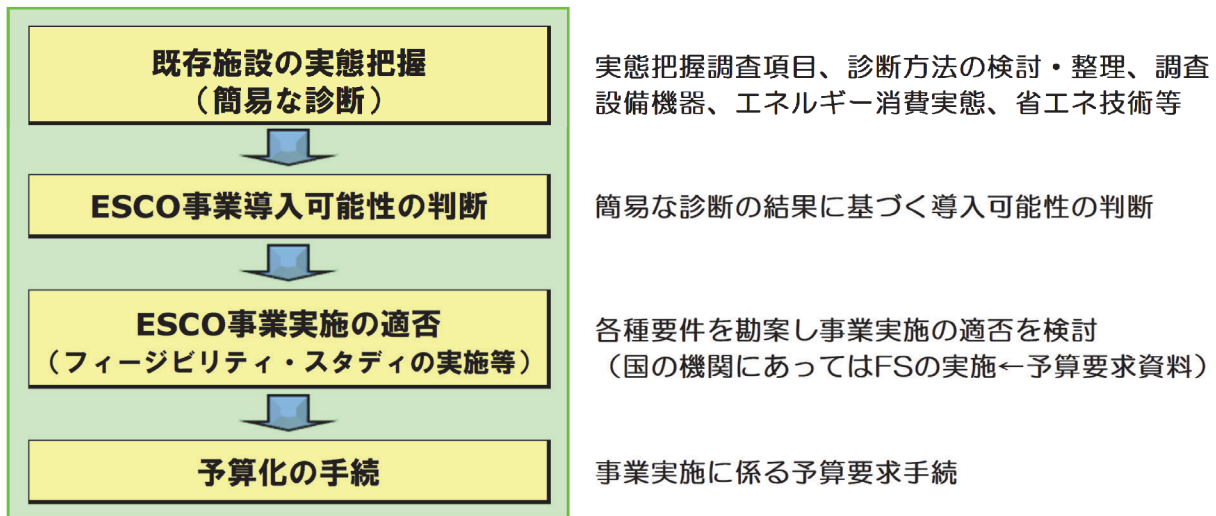 既存施設の実態把握
（簡易な診断）
実態把握調査項目、診断方法の検討・整理、調査
設備機器、エネルギー消費実態、省エネ技術等
ESCO事業導入可能性の判断
簡易な診断の結果に基づく導入可能性の判断
ESCO事業実施の適否
（フィージビリティ・スタディの実施等）
各種要件を勘案し事業実施の適否を検討
（国の機関にあってはFSの実施←予算要求資料）
予算化の手続
事業実施に係る予算要求手続